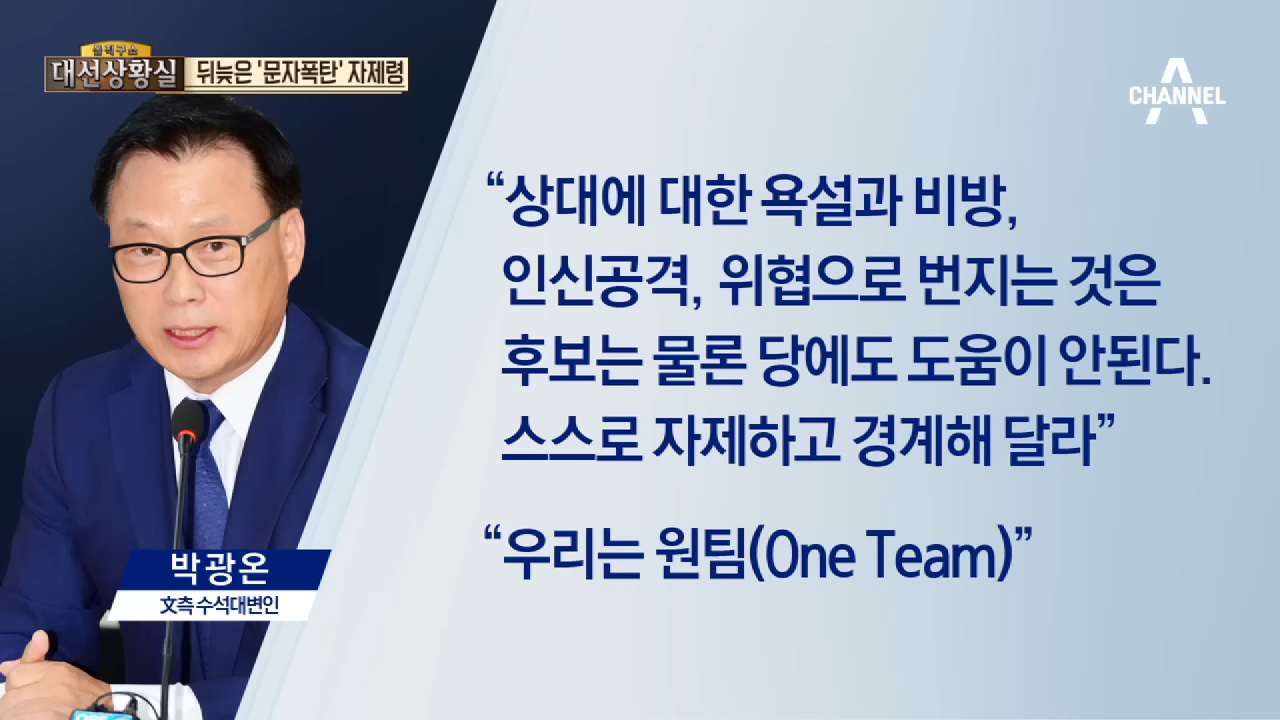 돌직구쇼
대선상황실
뒤늦은 '문자폭탄' 자제령
CHANNEL A
“상대에 대한 욕설과 비방,
인신공격, 위협으로 번지는 것은
후보는 물론 당에도 도움이 안된다.
스스로 자제하고 경계해 달라”
“우리는 원팀(One Team)”
박광온
文측 수석대변인